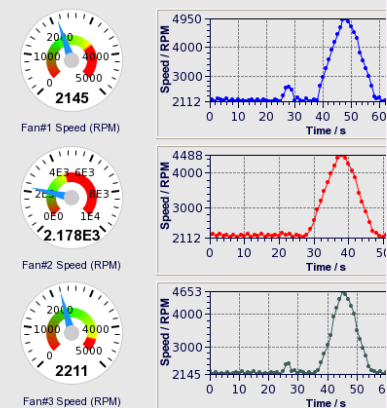 2000
1000 4000
0 5000
2145
Fan#1 Speed (RPM)
Speed / RPM
4950
4000
3000
2112
0 10 20 30 40 50 60
Time / s
4E3 6E3
2E3 8E3
0E0 1E4
2.178E3
Fan#2 Speed (RPM)
Speed / RPM
4488
4000
3000
2112
0 10 20 30 40 50
Time / s
2000
1000 4000
0 5000
2211
Fan#3 Speed (RPM)
Speed / RPM
4653
4000
3000
2145
0 10 20 30 40 50 60
Time / s